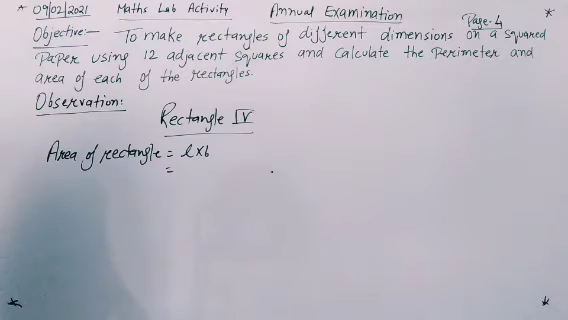 * 09/02/2021 Maths Lab Activity Annual Examination *
Page-4
Objective:- To make rectangles of different dimensions on a squared
Paper using 12 adjacent squares and calculate the Perimeter and
area of each of the rectangles.
Observation:
Rectangle IV
Area of rectangle = l×b
=